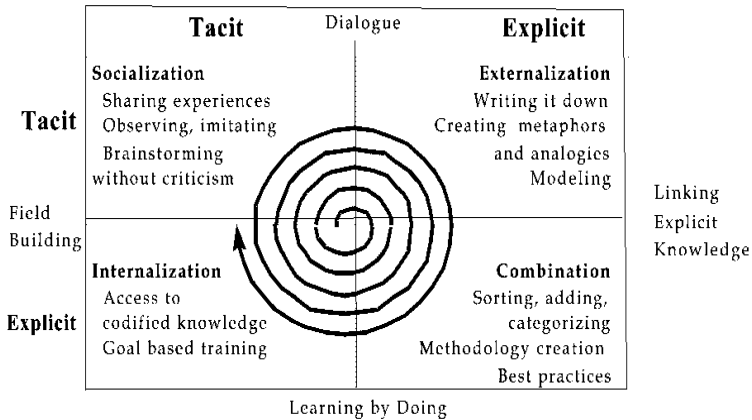 Tacit
Dialogue
Explicit
Socialization
Sharing experiences
Observing, imitating
Brainstorming
without criticism
Externalization
Writing it down
Creating metaphors
and analogies
Modeling
Tacit
Field
Building
Linking
Explicit
Knowledge
Internalization
Access to
codified knowledge
Goal based training
Combination
Sorting, adding,
categorizing
Methodology creation
Best practices
Explicit
Learning by Doing